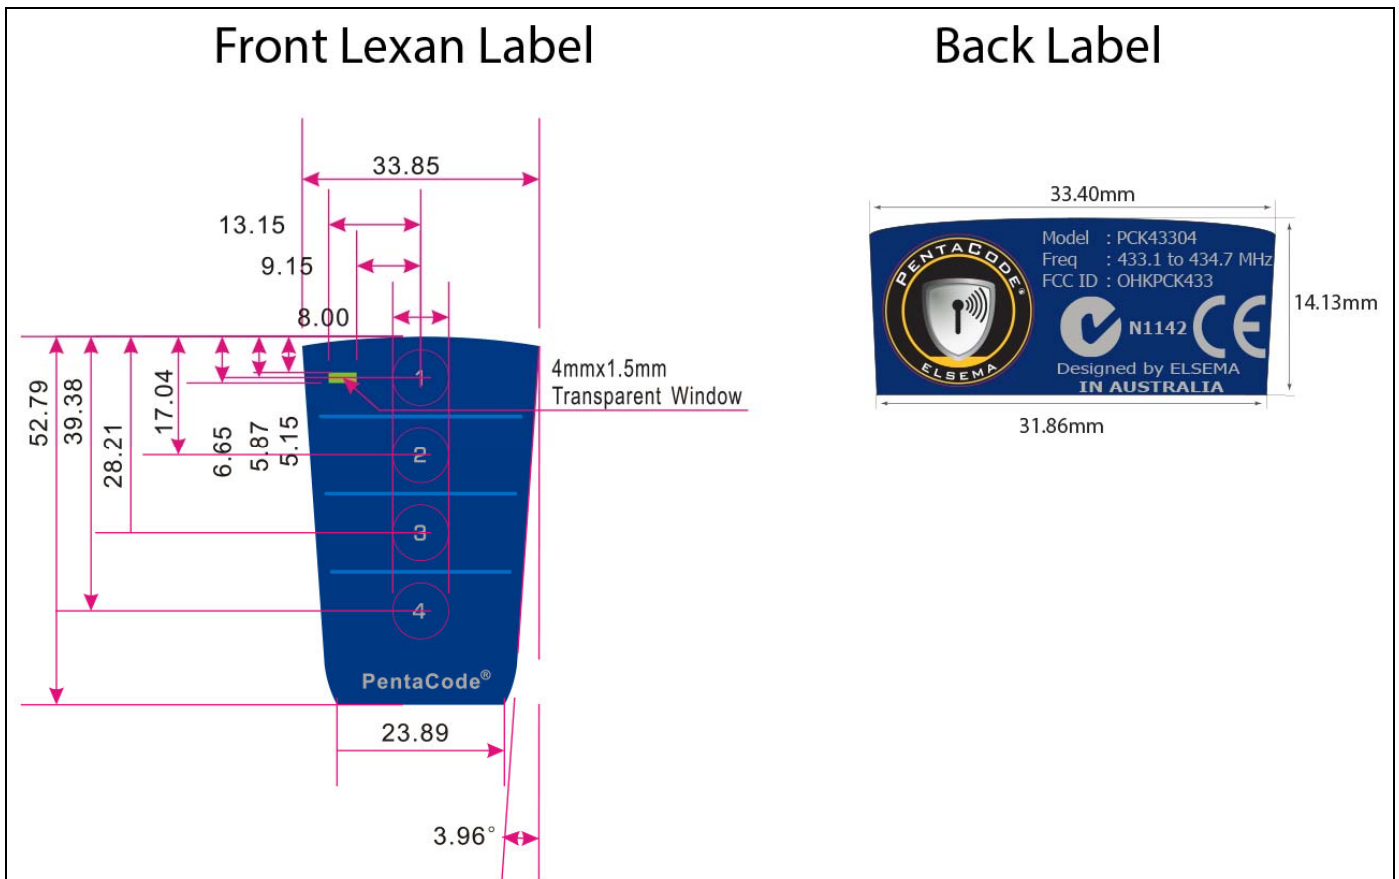 Front Lexan Label
Back Label
33.85
13.15
9.15
8.00
52.79
39.38
28.21
17.04
6.65
5.87
5.15
4mmx1.5mm
Transparent Window
1
2
3
4
PentaCode®
23.89
3.96°
33.40mm
PENTACODE®
ELSEMA
Model : PCK43304
Freq : 433.1 to 434.7 MHz
FCC ID : OHKPCK433
N1142 CE
Designed by ELSEMA
IN AUSTRALIA
14.13mm
31.86mm